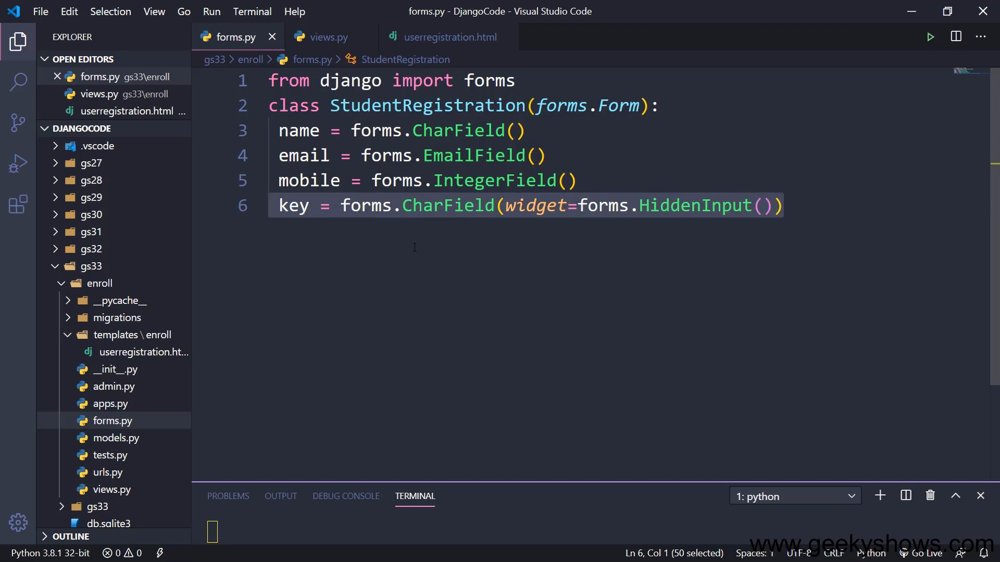 File Edit Selection View Go Run Terminal Help
forms.py - DjangoCode - Visual Studio Code
EXPLORER
OPEN EDITORS
forms.py gs33\enroll
views.py gs33\enroll
userregistration.html ...
DJANGOCODE
.vscode
gs27
gs28
gs29
gs30
gs31
gs32
gs33
enroll
__pycache__
migrations
templates\enroll
userregistration.ht...
__init__.py
admin.py
apps.py
forms.py
models.py
tests.py
urls.py
views.py
gs33
db.sqlite3
OUTLINE
forms.py views.py userregistration.html
gs33 > enroll > forms.py > StudentRegistration
1 from django import forms
2 class StudentRegistration(forms.Form):
3 name = forms.CharField()
4 email = forms.EmailField()
5 mobile = forms.IntegerField()
6 key = forms.CharField(widget=forms.HiddenInput())
PROBLEMS OUTPUT DEBUG CONSOLE TERMINAL
1: python
www.geekyshows.com
Python 3.8.1 32-bit 0 0
Ln 6, Col 1 (50 selected) Spaces: 1 UTF-8 CRLF Python Go Live